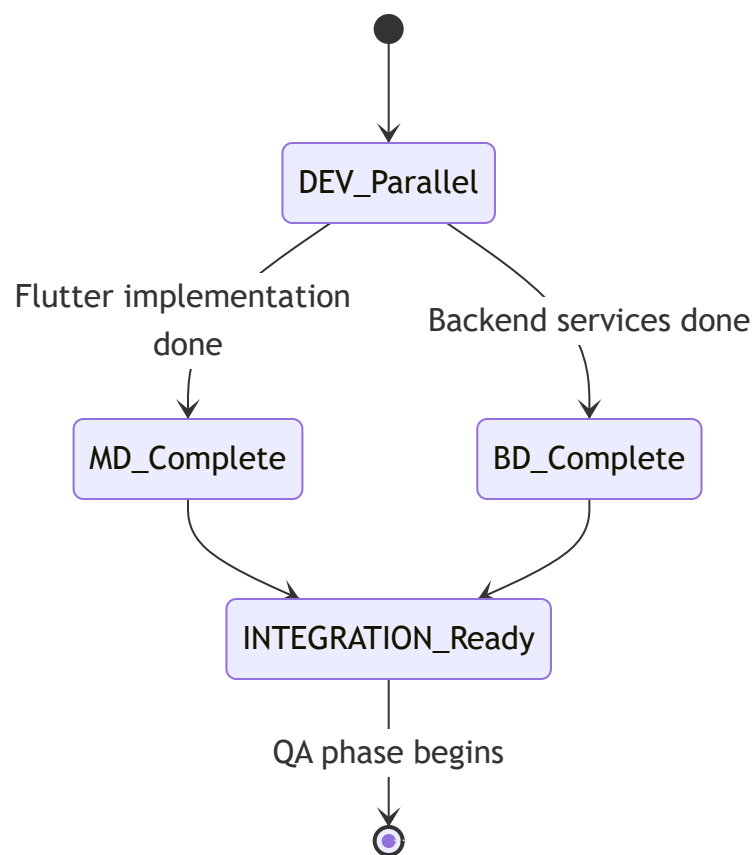 DEV_Parallel
Flutter implementation
done
Backend services done
MD_Complete
BD_Complete
INTEGRATION_Ready
QA phase begins